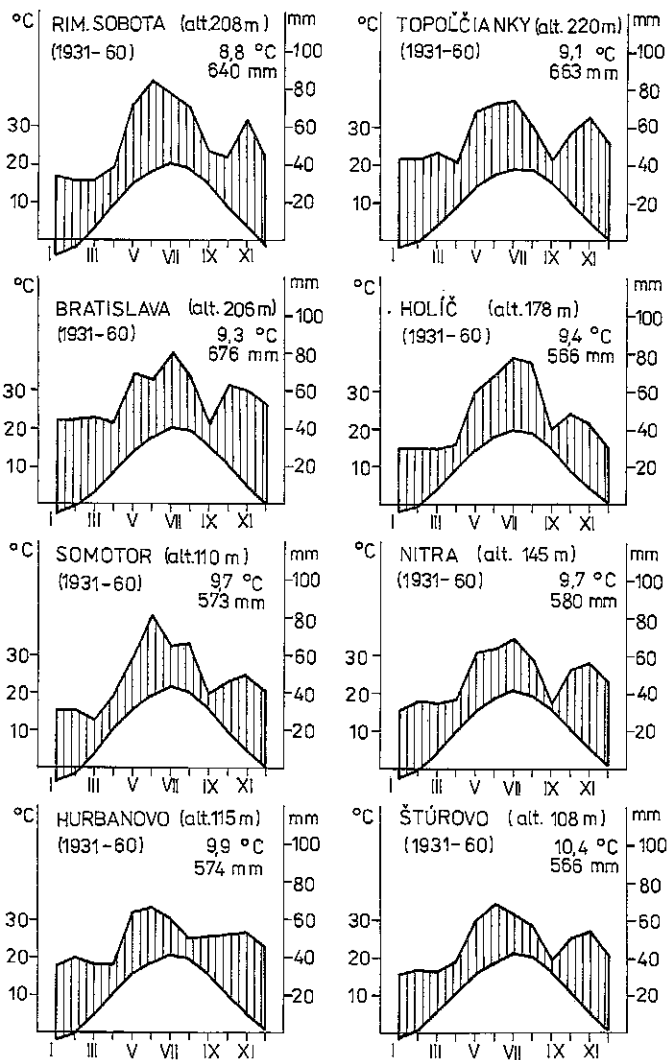 °C RIM. SOBOTA (alt.208m) mm
(1931-60) 8,8 °C 100
640 mm
80
30 60
20 40
10 20
I III V VII IX XI
°C TOPOĽČIANKY (alt. 220m) mm
(1931-60) 9,1 °C 100
663 mm
80
30 60
20 40
10 20
I III V VII IX XI
°C BRATISLAVA (alt. 206m) mm
(1931-60) 9,3 °C 100
676 mm
80
30 60
20 40
10 20
I III V VII IX XI
°C HOLÍČ (alt.178 m) mm
(1931-60) 9,4 °C 100
566 mm
80
30 60
20 40
10 20
I III V VII IX XI
°C SOMOTOR (alt.110 m) mm
(1931-60) 9,7 °C 100
573 mm
80
30 60
20 40
10 20
I III V VII IX XI
°C NITRA (alt. 145 m) mm
(1931-60) 9,7 °C 100
580 mm
80
30 60
20 40
10 20
I III V VII IX XI
°C HURBANOVO (alt.115 m) mm
(1931-60) 9,9 °C 100
574 mm
80
30 60
20 40
10 20
I III V VII IX XI
°C ŠTÚROVO (alt. 108 m) mm
(1931-60) 10,4 °C 100
566 mm
80
30 60
20 40
10 20
I III V VII IX XI